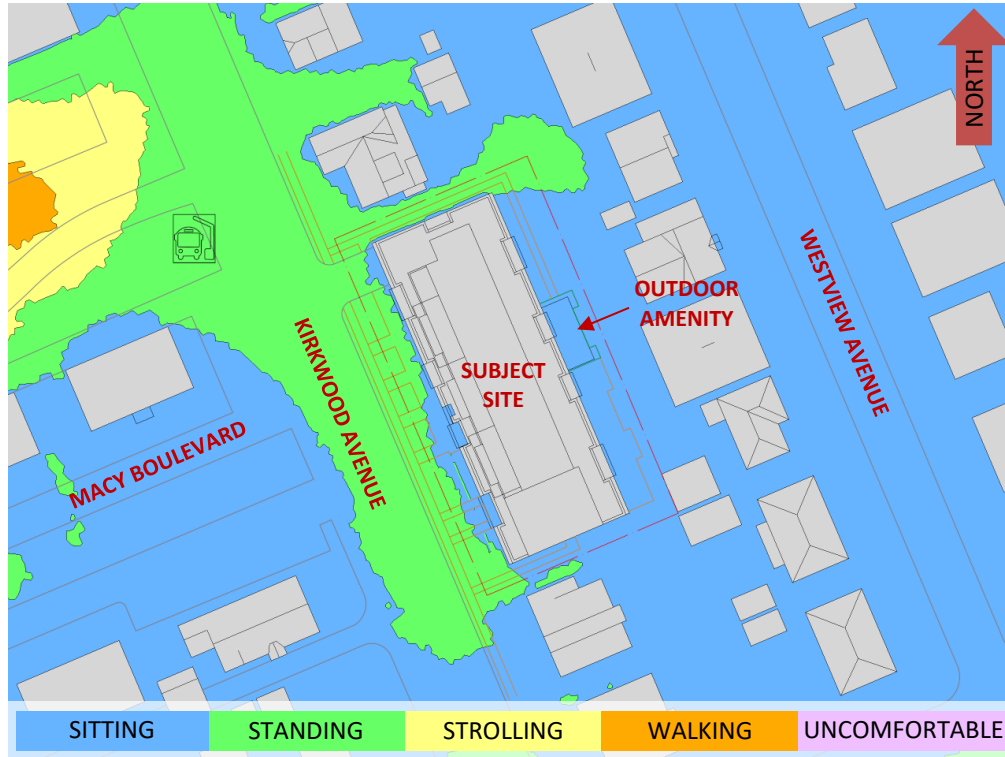 NORTH
WESTVIEW AVENUE
OUTDOOR
AMENITY
KIRKWOOD AVENUE
SUBJECT
SITE
MACY BOULEVARD
SITTING
STANDING
STROLLING
WALKING
UNCOMFORTABLE